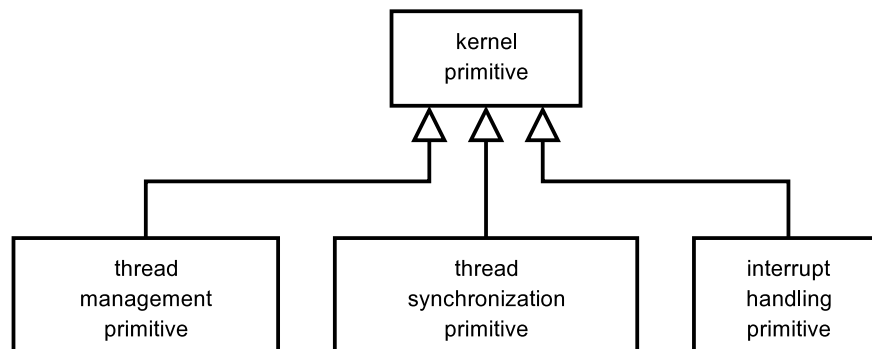 kernel
primitive
thread
management
primitive
thread
synchronization
primitive
interrupt
handling
primitive